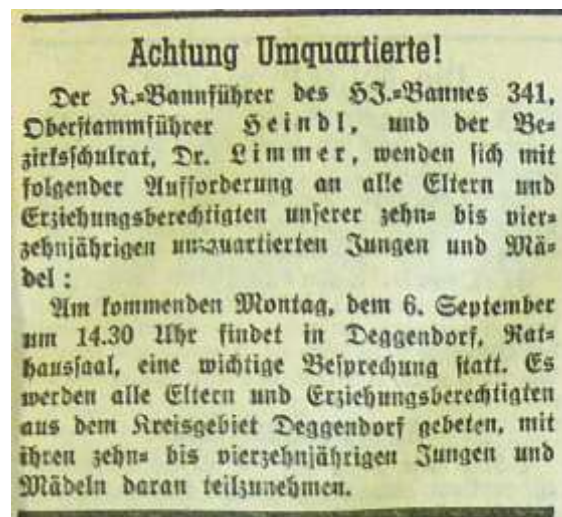 Achtung Umquartierte!
Der K.=Bannführer des HJ.=Bannes 341,
Oberstammführer Heindl, und der Be=
zirksschulrat, Dr. Limmer, wenden sich mit
folgender Aufforderung an alle Eltern und
Erziehungsberechtigten unserer zehn= bis vier=
zehnjährigen umquartierten Jungen und Mä=
del:
Am kommenden Montag, dem 6. September
um 14.30 Uhr findet in Deggendorf, Rat=
haussaal, eine wichtige Besprechung statt. Es
werden alle Eltern und Erziehungsberechtigten
aus dem Kreisgebiet Deggendorf gebeten, mit
ihren zehn= bis vierzehnjährigen Jungen und
Mädeln daran teilzunehmen.